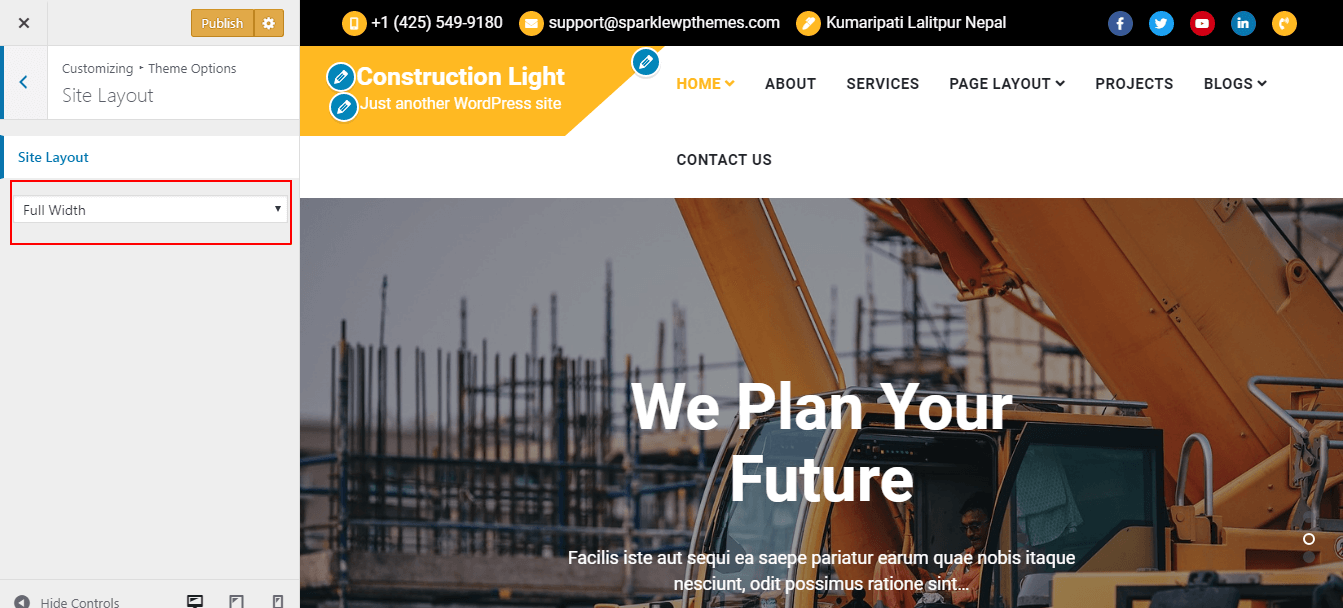 Publish
Customizing ▸ Theme Options
Site Layout
Site Layout
Full Width
Hide Controls
+1 (425) 549-9180 support@sparklewpthemes.com Kumaripati Lalitpur Nepal
Construction Light
Just another WordPress site
HOME ABOUT SERVICES PAGE LAYOUT PROJECTS BLOGS
CONTACT US
We Plan Your
Future
Facilis iste aut sequi ea saepe pariatur earum quae nobis itaque
nesciunt, odit possimus ratione sint...